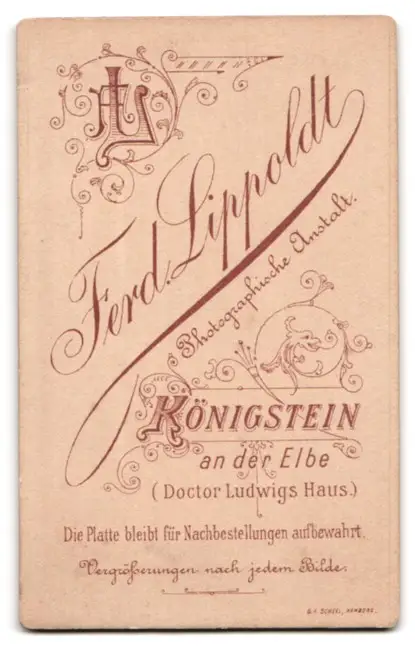 FL
Ferd. Lippoldt
Photographische Anstalt.
KÖNIGSTEIN
an der Elbe
(Doctor Ludwigs Haus.)
Die Platte bleibt für Nachbestellungen aufbewahrt.
Vergrößerungen nach jedem Bilde.